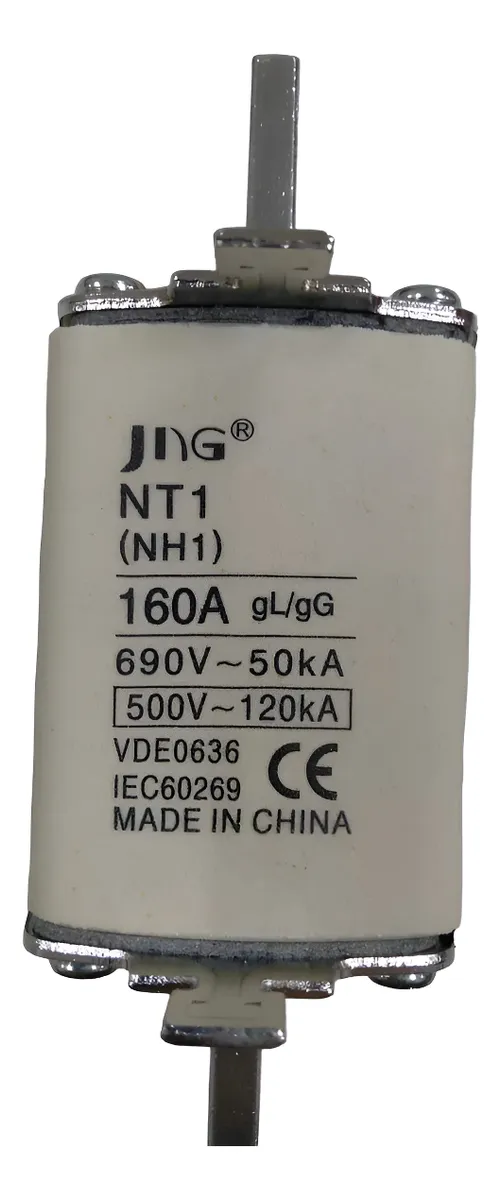 JNG®
NT1
(NH1)
160A gL/gG
690V~50kA
500V~120kA
VDE0636
IEC60269 CE
MADE IN CHINA